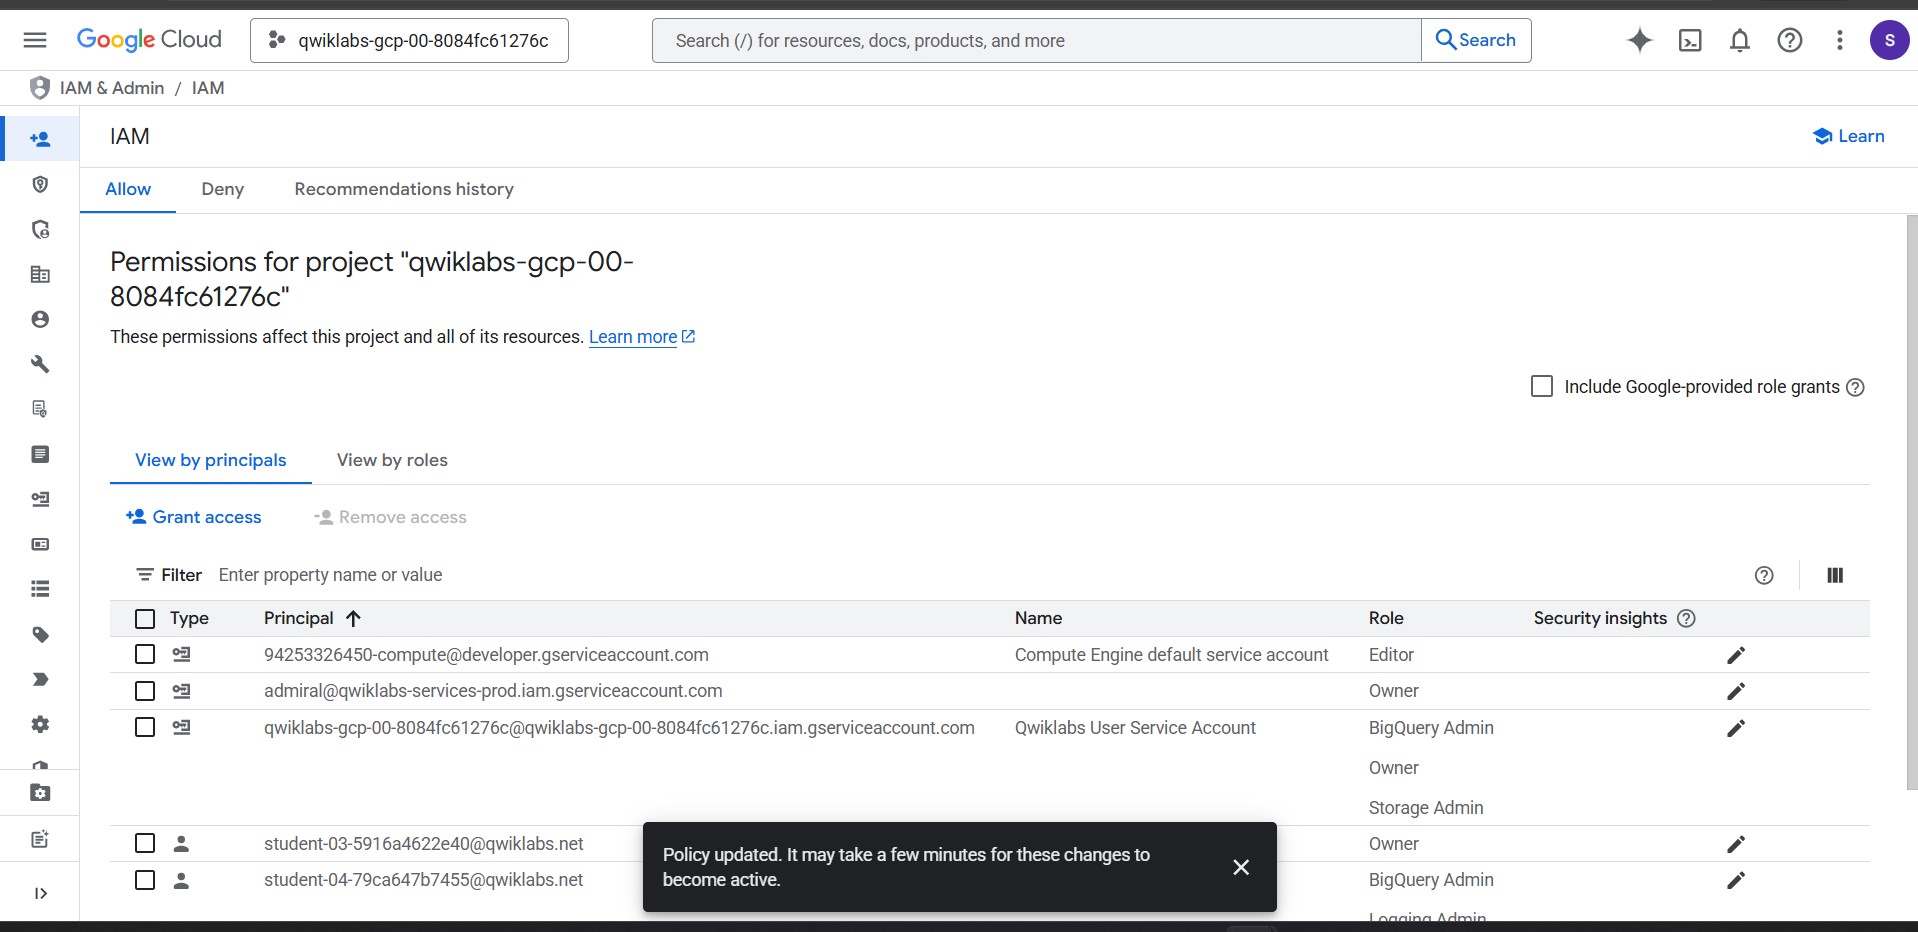 Google Cloud
qwiklabs-gcp-00-8084fc61276c
Search (/) for resources, docs, products, and more
Search
S
IAM & Admin / IAM
IAM
Learn
Allow
Deny
Recommendations history
Permissions for project "qwiklabs-gcp-00-
8084fc61276c"
These permissions affect this project and all of its resources. Learn more
Include Google-provided role grants
View by principals
View by roles
Grant access
Remove access
Filter Enter property name or value
Type Principal Name Role Security insights
94253326450-compute@developer.gserviceaccount.com Compute Engine default service account Editor
admiral@qwiklabs-services-prod.iam.gserviceaccount.com Owner
qwiklabs-gcp-00-8084fc61276c@qwiklabs-gcp-00-8084fc61276c.iam.gserviceaccount.com Qwiklabs User Service Account BigQuery Admin
Owner
Storage Admin
student-03-5916a4622e40@qwiklabs.net Owner
student-04-79ca647b7455@qwiklabs.net BigQuery Admin
Logging Admin
Policy updated. It may take a few minutes for these changes to
become active.